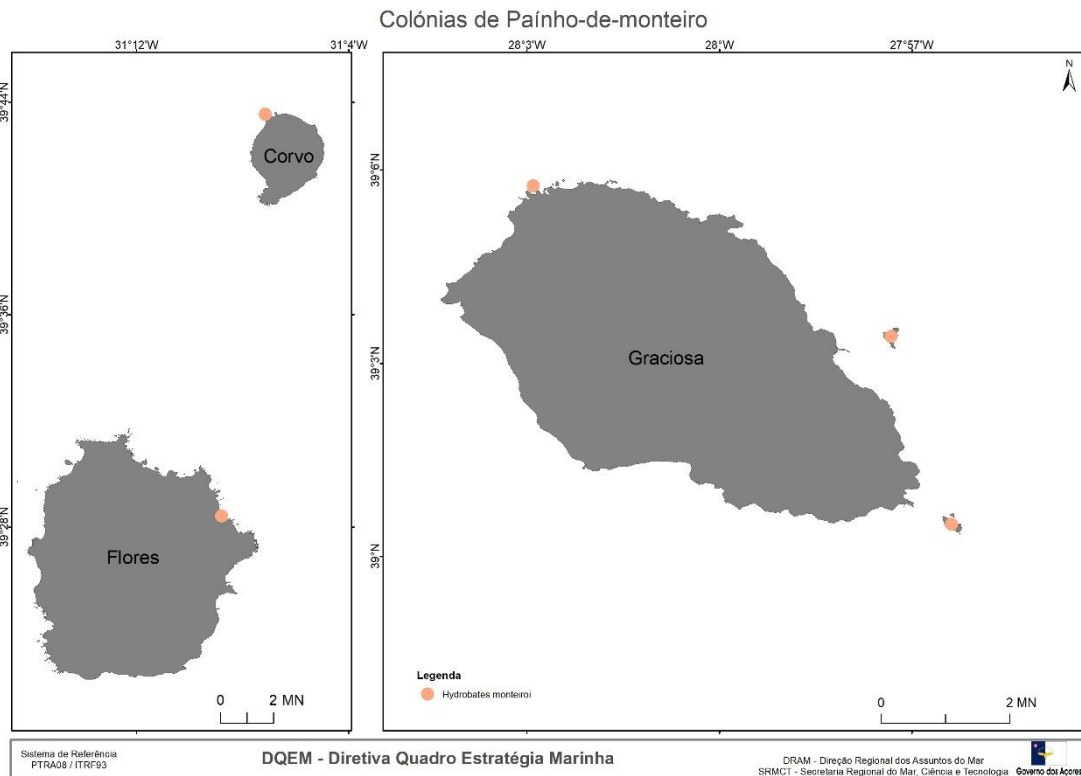 Colónias de Paínho-de-monteiro
31°12'W
31°4'W
28°3'W
28°W
27°57'W
N
39°44'N
39°36'N
39°28'N
39°6'N
39°3'N
39°N
Corvo
Graciosa
Flores
Legenda
Hydrobates monteiroi
0 2 MN
0 2 MN
Sistema de Referência
PTRA08 / ITRF93
DQEM - Diretiva Quadro Estratégia Marinha
DRAM - Direção Regional dos Assuntos do Mar
SRMCT - Secretaria Regional do Mar, Ciência e Tecnologia
Governo dos Açores